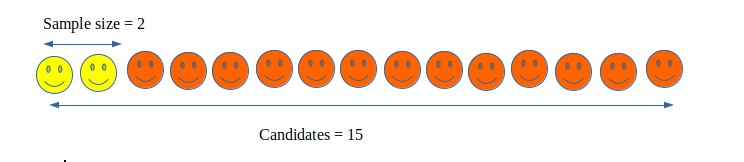 Sample size = 2
Candidates = 15